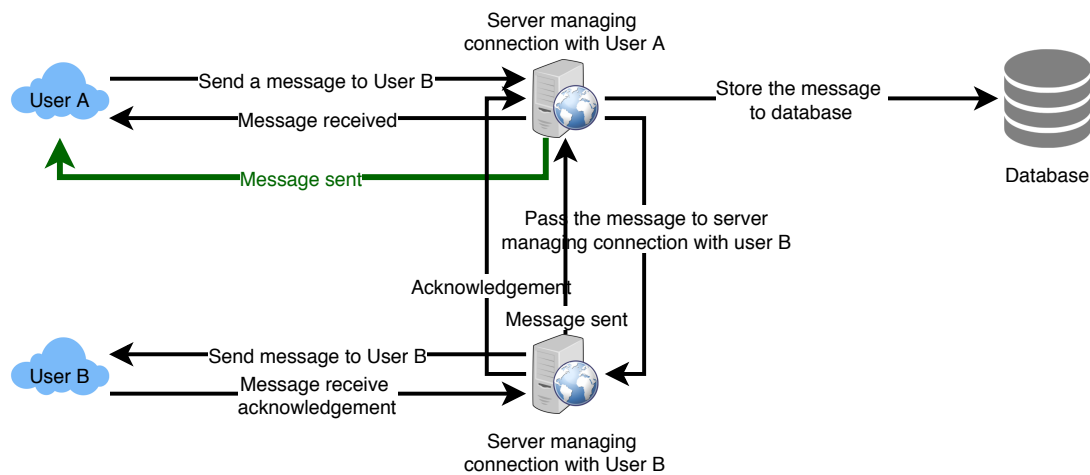 Server managing
connection with User A
User A
Send a message to User B
Message received
Message sent
Store the message
to database
Database
Pass the message to server
managing connection with user B
Acknowledgement
Message sent
User B
Send message to User B
Message receive
acknowledgement
Server managing
connection with User B